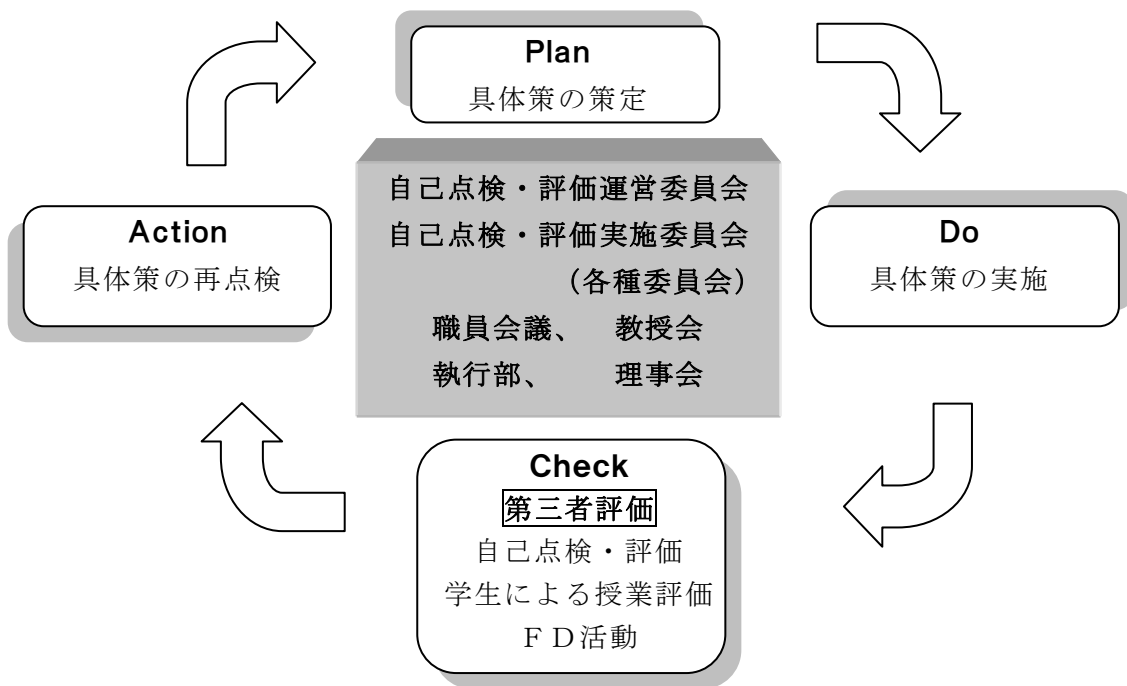 Plan
具体策の策定
自己点検・評価運営委員会
自己点検・評価実施委員会
（各種委員会）
職員会議、　教授会
執行部、　理事会
Action
具体策の再点検
Do
具体策の実施
Check
第三者評価
自己点検・評価
学生による授業評価
ＦＤ活動